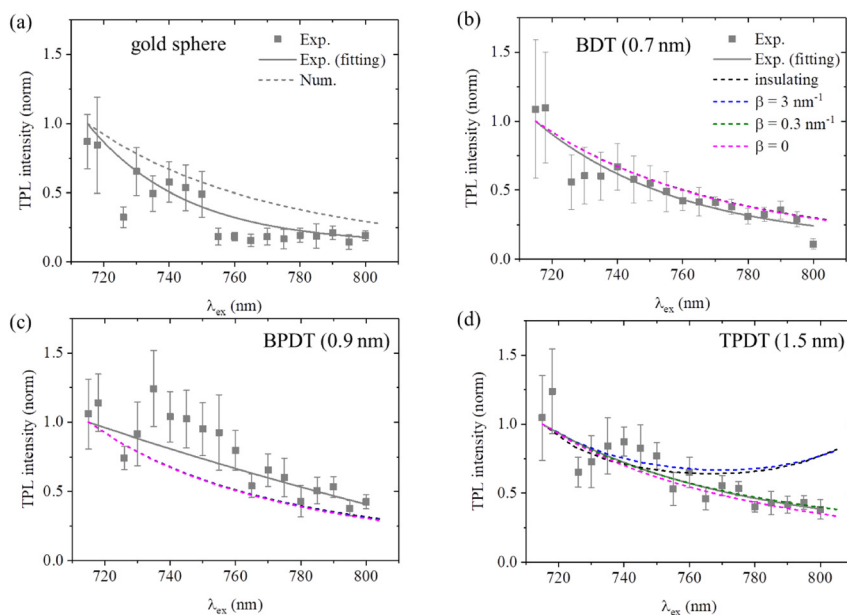 (a)
gold sphere
Exp.
Exp. (fitting)
Num.
1.5
1.0
0.5
0.0
TPL intensity (norm)
720 740 760 780 800
λex (nm)
(b)
BDT (0.7 nm)
Exp.
Exp. (fitting)
insulating
β = 3 nm⁻¹
β = 0.3 nm⁻¹
β = 0
1.5
1.0
0.5
0.0
TPL intensity (norm)
720 740 760 780 800
λex (nm)
(c)
BPDT (0.9 nm)
1.5
1.0
0.5
0.0
TPL intensity (norm)
720 740 760 780 800
λex (nm)
(d)
TPDT (1.5 nm)
1.5
1.0
0.5
0.0
TPL intensity (norm)
720 740 760 780 800
λex (nm)